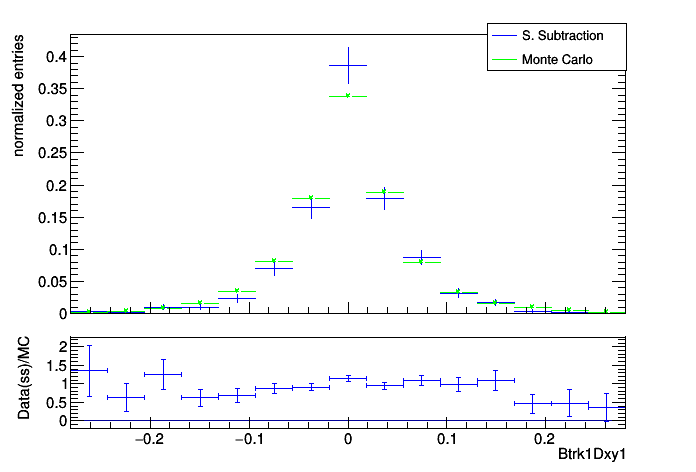 S. Subtraction
Monte Carlo
normalized entries
0.4
0.35
0.3
0.25
0.2
0.15
0.1
0.05
0
Data(ss)/MC
2
1.5
1
0.5
0
−0.2 −0.1 0 0.1 0.2
Btrk1Dxy1